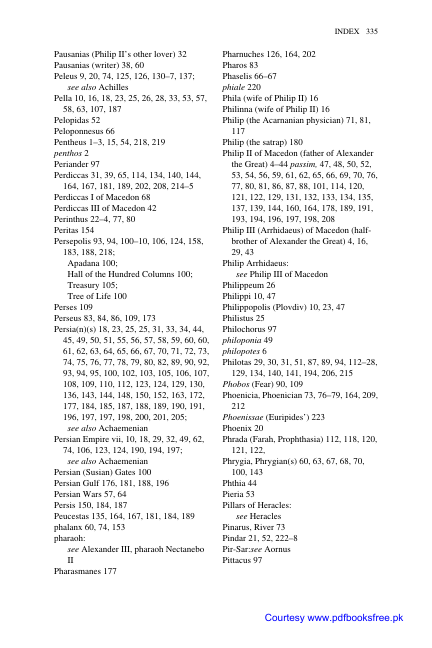 INDEX 335
Pausanias (Philip II's other lover) 32
Pausanias (writer) 38, 60
Peleus 9, 20, 74, 125, 126, 130–7, 137;
see also Achilles
Pella 10, 16, 18, 23, 25, 26, 28, 33, 53, 57,
58, 63, 107, 187
Pelopidas 52
Peloponnesus 66
Pentheus 1–3, 15, 54, 218, 219
penthos 2
Periander 97
Perdiccas 31, 39, 65, 114, 134, 140, 144,
164, 167, 181, 189, 202, 208, 214–5
Perdiccas I of Macedon 68
Perdiccas III of Macedon 42
Perinthus 22–4, 77, 80
Peritas 154
Persepolis 93, 94, 100–10, 106, 124, 158,
183, 188, 218;
Apadana 100;
Hall of the Hundred Columns 100;
Treasury 105;
Tree of Life 100
Perses 109
Perseus 83, 84, 86, 109, 173
Persia(n)(s) 18, 23, 25, 25, 31, 33, 34, 44,
45, 49, 50, 51, 55, 56, 57, 58, 59, 60, 60,
61, 62, 63, 64, 65, 66, 67, 70, 71, 72, 73,
74, 75, 76, 77, 78, 79, 80, 82, 89, 90, 92,
93, 94, 95, 100, 102, 103, 105, 106, 107,
108, 109, 110, 112, 123, 124, 129, 130,
136, 143, 144, 148, 150, 152, 163, 172,
177, 184, 185, 187, 188, 189, 190, 191,
196, 197, 197, 198, 200, 201, 205;
see also Achaemenian
Persian Empire vii, 10, 18, 29, 32, 49, 62,
74, 106, 123, 124, 190, 194, 197;
see also Achaemenian
Persian (Susian) Gates 100
Persian Gulf 176, 181, 188, 196
Persian Wars 57, 64
Persis 150, 184, 187
Peucestas 135, 164, 167, 181, 184, 189
phalanx 60, 74, 153
pharaoh:
see Alexander III, pharaoh Nectanebo
II
Pharasmanes 177
Pharnuches 126, 164, 202
Pharos 83
Phaselis 66–67
phiale 220
Phila (wife of Philip II) 16
Philinna (wife of Philip II) 16
Philip (the Acarnanian physician) 71, 81,
117
Philip (the satrap) 180
Philip II of Macedon (father of Alexander
the Great) 4–44 passim, 47, 48, 50, 52,
53, 54, 56, 59, 61, 62, 65, 66, 69, 70, 76,
77, 80, 81, 86, 87, 88, 101, 114, 120,
121, 122, 129, 131, 132, 133, 134, 135,
137, 139, 144, 160, 164, 178, 189, 191,
193, 194, 196, 197, 198, 208
Philip III (Arrhidaeus) of Macedon (half-
brother of Alexander the Great) 4, 16,
29, 43
Philip Arrhidaeus:
see Philip III of Macedon
Philippeum 26
Philippi 10, 47
Philippopolis (Plovdiv) 10, 23, 47
Philistus 25
Philochorus 97
philoponia 49
philopotes 6
Philotas 29, 30, 31, 51, 87, 89, 94, 112–28,
129, 134, 140, 141, 194, 206, 215
Phobos (Fear) 90, 109
Phoenicia, Phoenician 73, 76–79, 164, 209,
212
Phoenissae (Euripides') 223
Phoenix 20
Phrada (Farah, Prophthasia) 112, 118, 120,
121, 122,
Phrygia, Phrygian(s) 60, 63, 67, 68, 70,
100, 143
Phthia 44
Pieria 53
Pillars of Heracles:
see Heracles
Pinarus, River 73
Pindar 21, 52, 222–8
Pir-Sar:see Aornus
Pittacus 97
Courtesy www.pdfbooksfree.pk